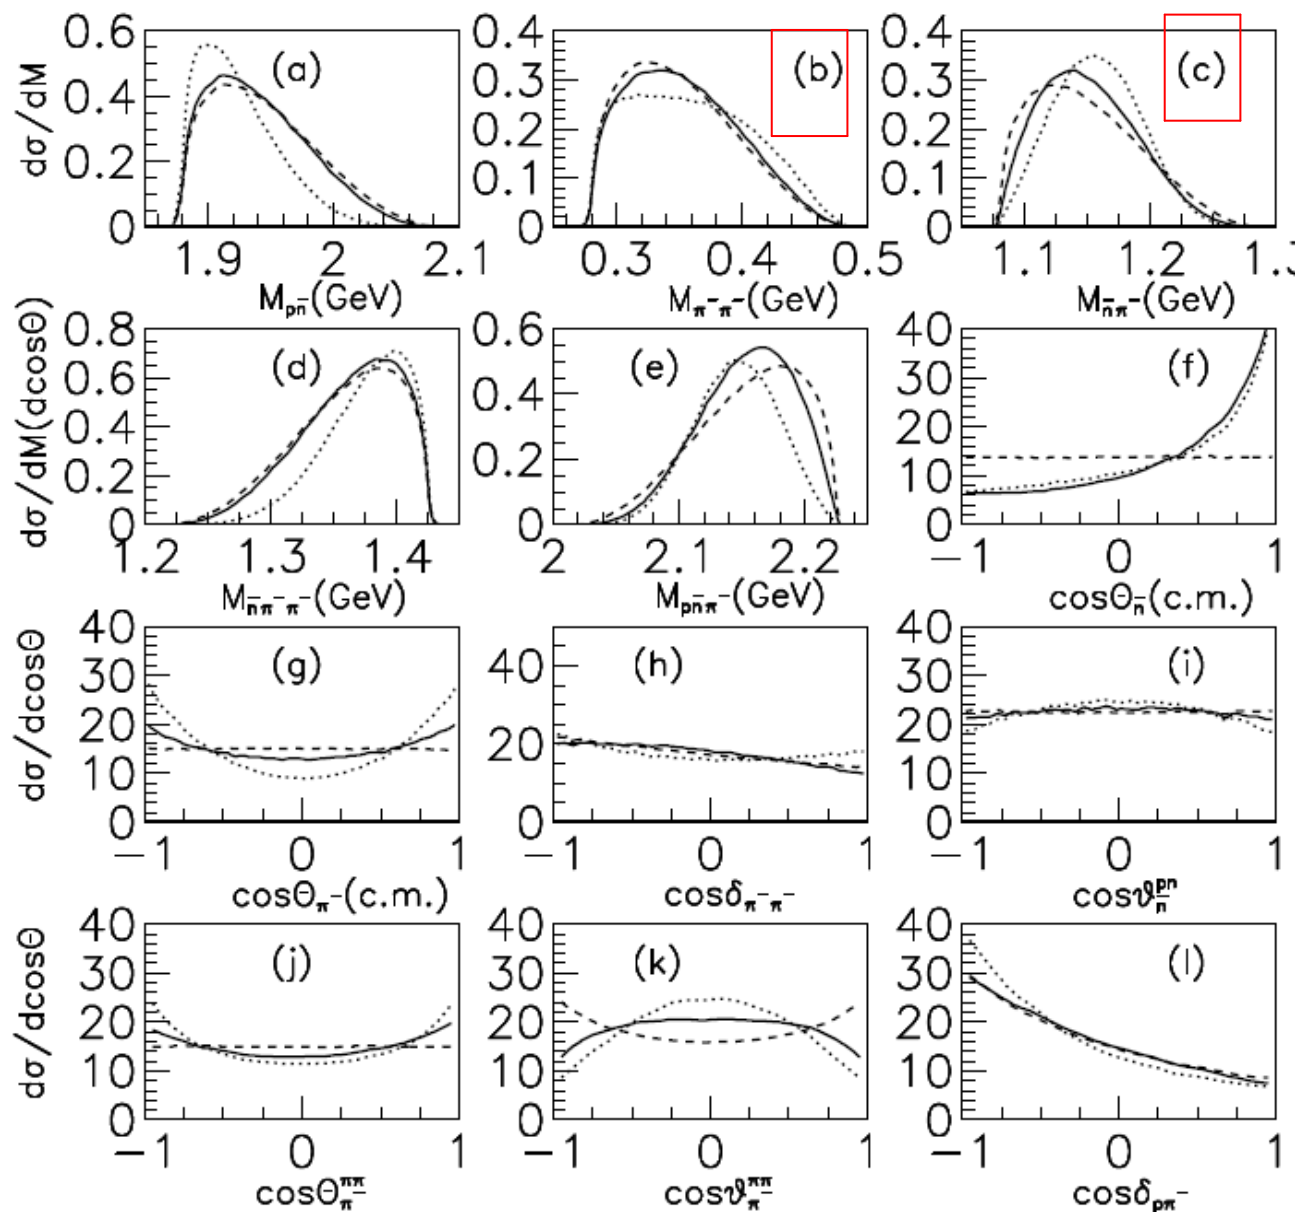 dσ/dM
0.6 0.4 0.2 0
(a)
1.9 2 2.1
M_{pn̄}(GeV)
0.4 0.3 0.2 0.1 0
(b)
0.3 0.4 0.5
M_{π⁻π⁻}(GeV)
0.4 0.3 0.2 0.1 0
(c)
1.1 1.2 1.3
M_{n̄π⁻}(GeV)
dσ/dM(dcosΘ)
0.8 0.6 0.4 0.2 0
(d)
1.2 1.3 1.4
M_{n̄π⁻π⁻}(GeV)
0.6 0.4 0.2 0
(e)
2 2.1 2.2
M_{pn̄π⁻}(GeV)
40 30 20 10 0
(f)
−1 0 1
cosΘ_{n̄}(c.m.)
dσ/dcosΘ
40 30 20 10 0
(g)
−1 0 1
cosΘ_{π⁻}(c.m.)
40 20 0
(h)
−1 0 1
cosδ_{π⁻π⁻}
40 30 20 10 0
(i)
−1 0 1
cosϑ_{n̄}^{pn}
dσ/dcosΘ
40 30 20 10 0
(j)
−1 0 1
cosΘ_{π⁻}^{ππ}
40 30 20 10 0
(k)
−1 0 1
cosϑ_{π⁻}^{ππ}
40 30 20 10 0
(l)
−1 0 1
cosδ_{pπ⁻}